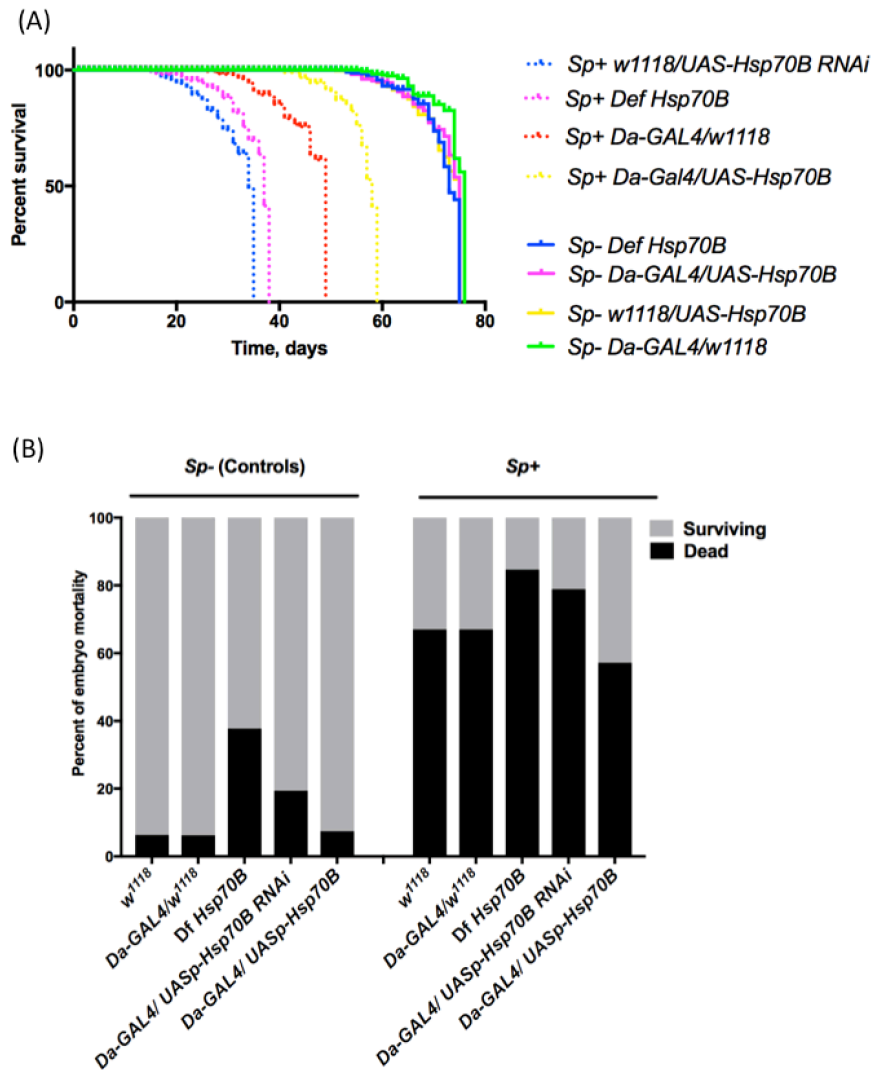 (A)
Percent survival
100
50
0
0
20
40
60
80
Time, days
Sp+ w1118/UAS-Hsp70B RNAi
Sp+ Def Hsp70B
Sp+ Da-GAL4/w1118
Sp+ Da-Gal4/UAS-Hsp70B
Sp- Def Hsp70B
Sp- Da-GAL4/UAS-Hsp70B
Sp- w1118/UAS-Hsp70B
Sp- Da-GAL4/w1118
(B)
Sp- (Controls)
Sp+
Percent of embryo mortality
100
80
60
40
20
0
Surviving
Dead
w1118
Da-GAL4/w1118
Df Hsp70B
Da-GAL4/ UASp-Hsp70B RNAi
Da-GAL4/ UASp-Hsp70B
w1118
Da-GAL4/w1118
Df Hsp70B
Da-GAL4/ UASp-Hsp70B RNAi
Da-GAL4/ UASp-Hsp70B